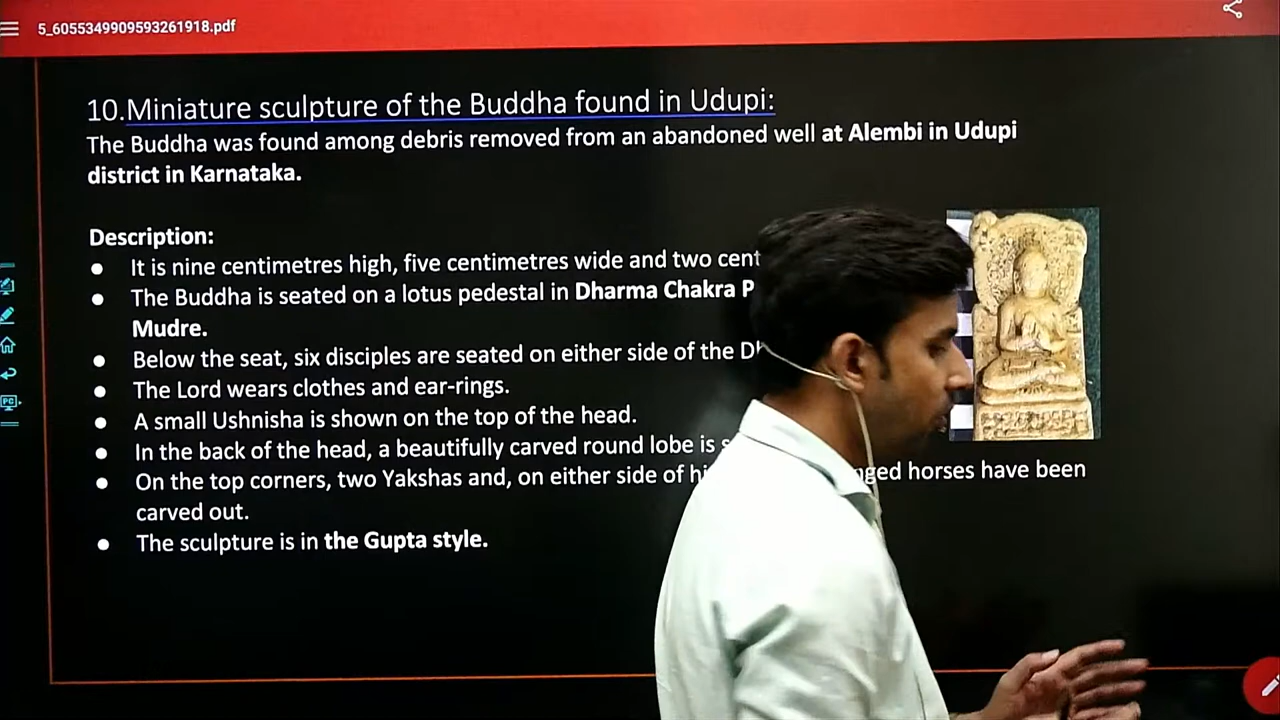 5_6055349909593261918.pdf
10.Miniature sculpture of the Buddha found in Udupi:
The Buddha was found among debris removed from an abandoned well at Alembi in Udupi
district in Karnataka.
Description:
● It is nine centimetres high, five centimetres wide and two cent
● The Buddha is seated on a lotus pedestal in Dharma Chakra P
Mudre.
● Below the seat, six disciples are seated on either side of the
● The Lord wears clothes and ear-rings.
● A small Ushnisha is shown on the top of the head.
● In the back of the head, a beautifully carved round lobe is
● On the top corners, two Yakshas and, on either side of horses have been
carved out.
● The sculpture is in the Gupta style.